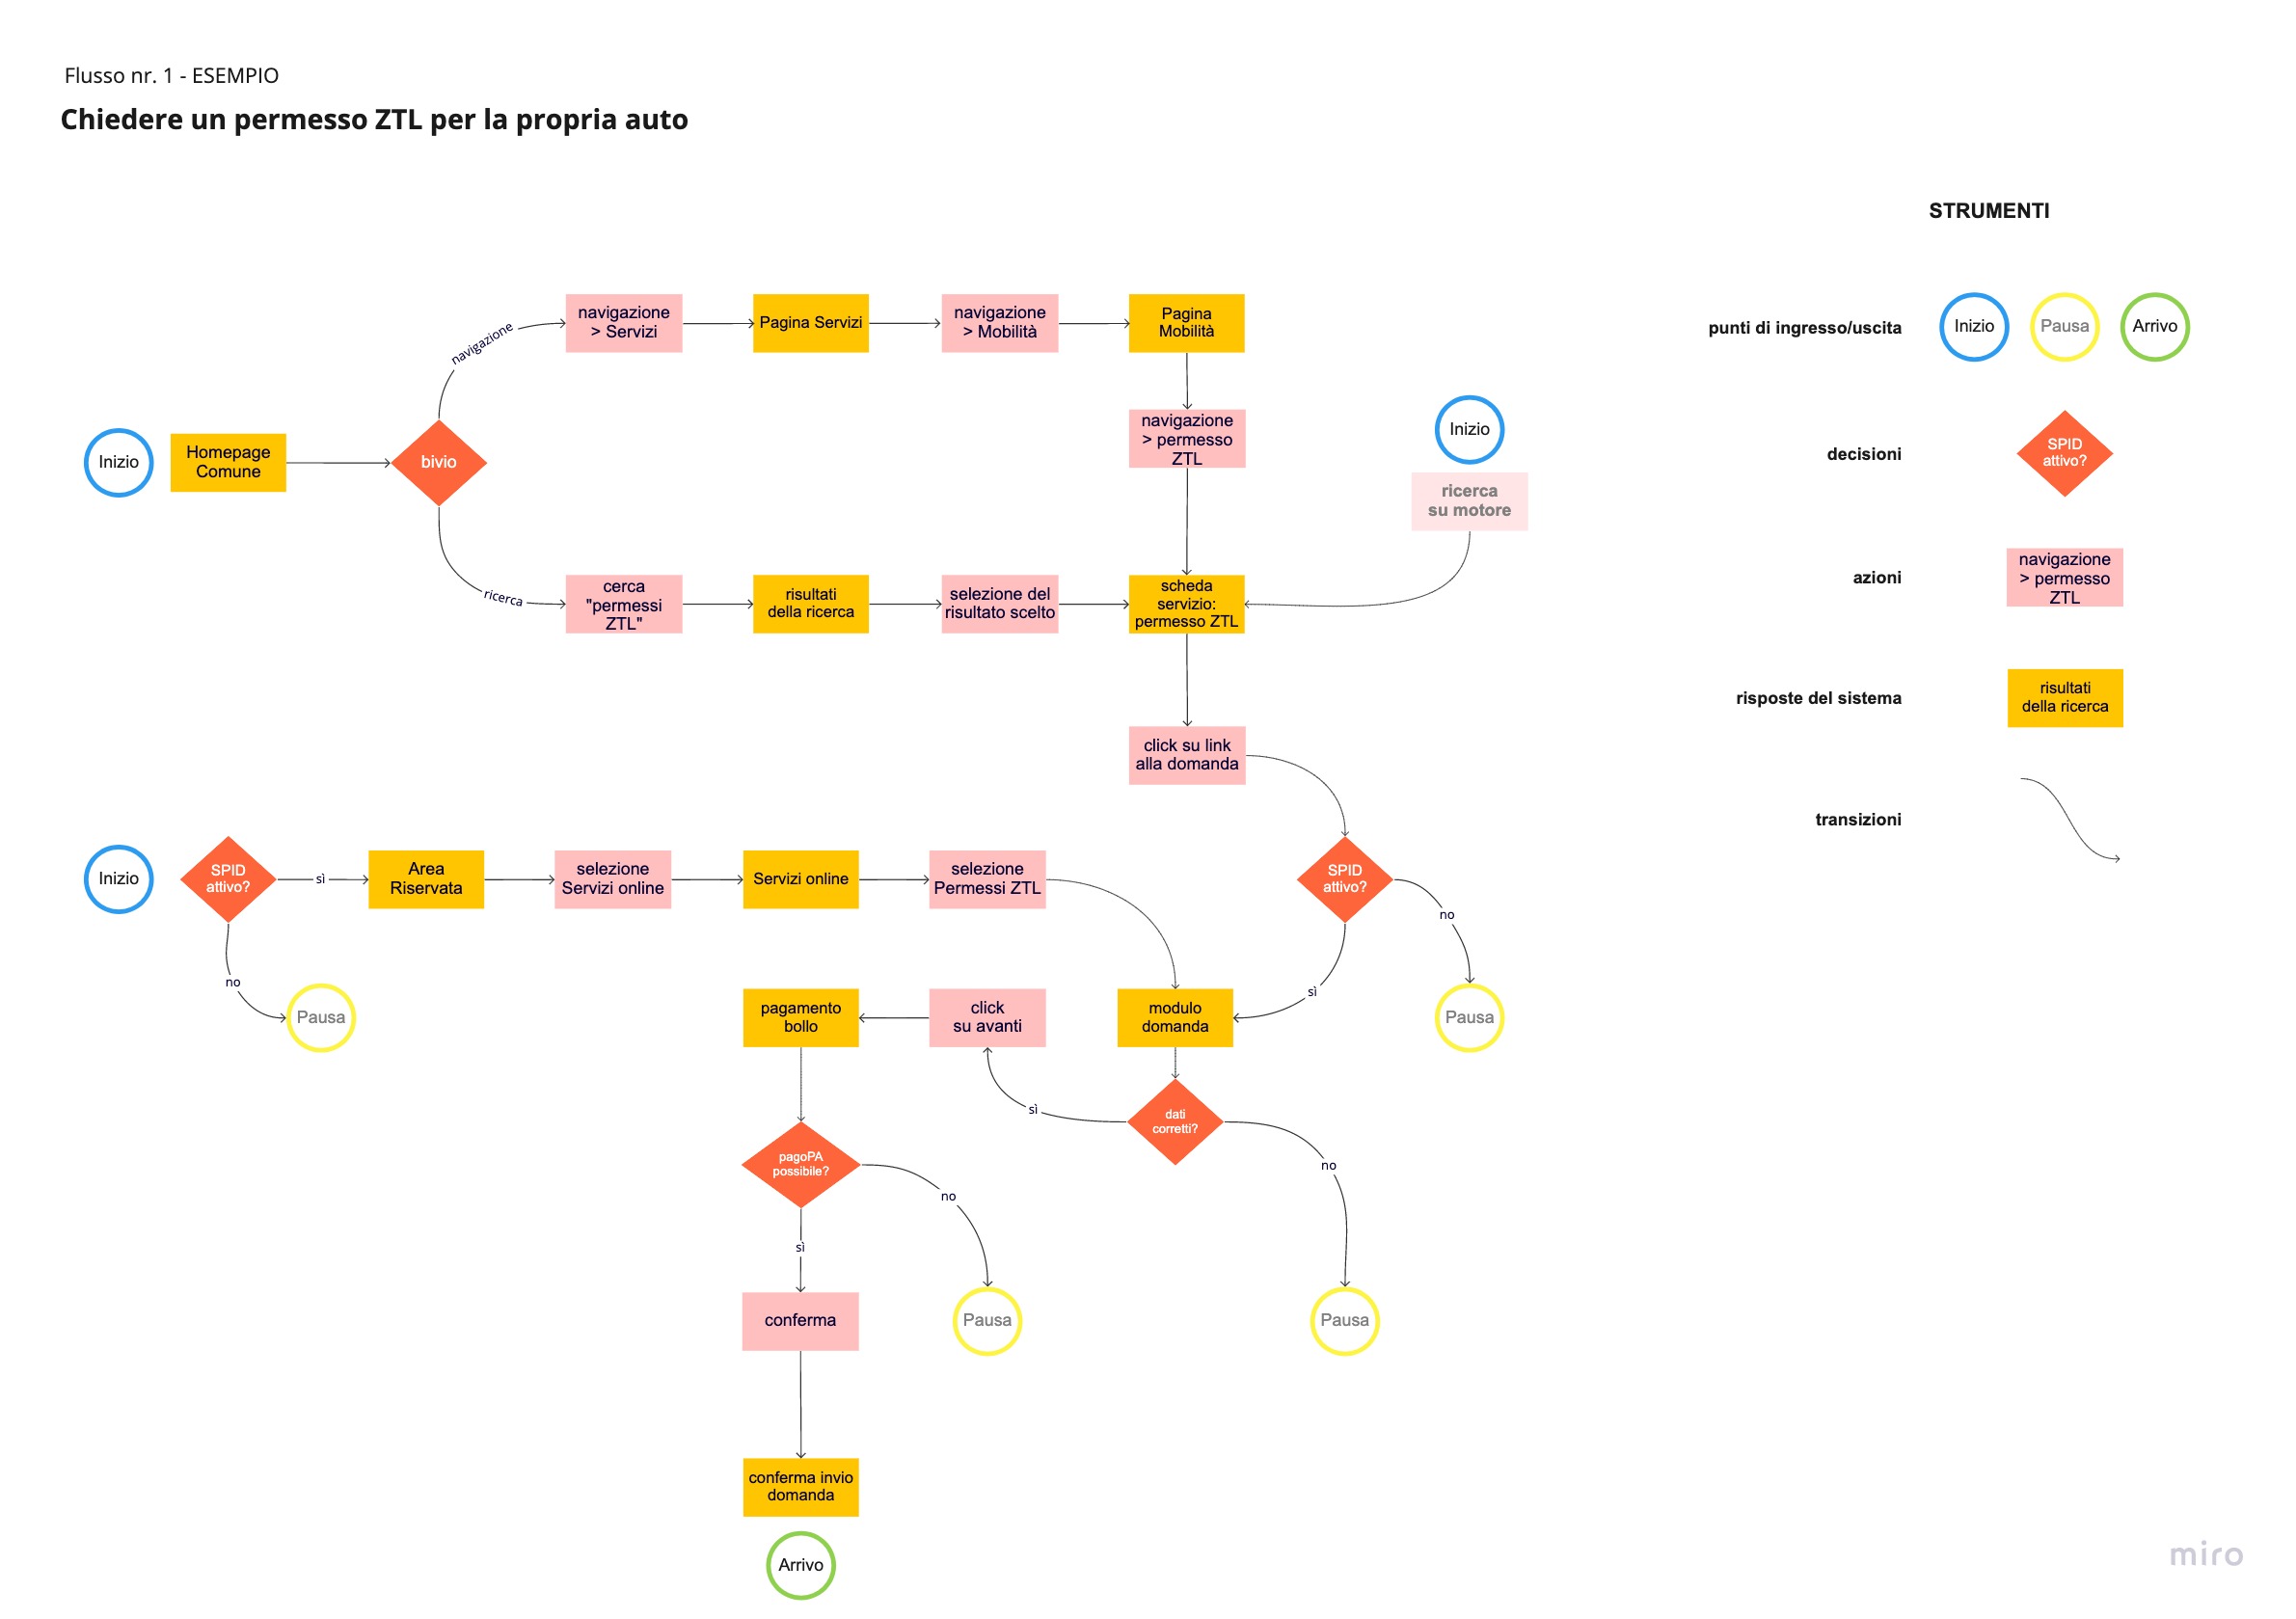 Flusso nr. 1 - ESEMPIO
Chiedere un permesso ZTL per la propria auto
STRUMENTI
punti di ingresso/uscita
Inizio
Pausa
Arrivo
decisioni
SPID
attivo?
azioni
navigazione
> permesso
ZTL
risposte del sistema
risultati
della ricerca
transizioni
Inizio
Homepage
Comune
bivio
navigazione
navigazione
> Servizi
Pagina Servizi
navigazione
> Mobilità
Pagina
Mobilità
navigazione
> permesso
ZTL
Inizio
ricerca
su motore
ricerca
cerca
"permessi
ZTL"
risultati
della ricerca
selezione del
risultato scelto
scheda
servizio:
permesso ZTL
click su link
alla domanda
Inizio
SPID
attivo?
sì
no
Pausa
Area
Riservata
selezione
Servizi online
Servizi online
selezione
Permessi ZTL
SPID
attivo?
no
sì
Pausa
modulo
domanda
click
su avanti
pagamento
bollo
dati
corretti?
sì
no
Pausa
pagoPA
possibile?
no
sì
Pausa
conferma
conferma invio
domanda
Arrivo
miro